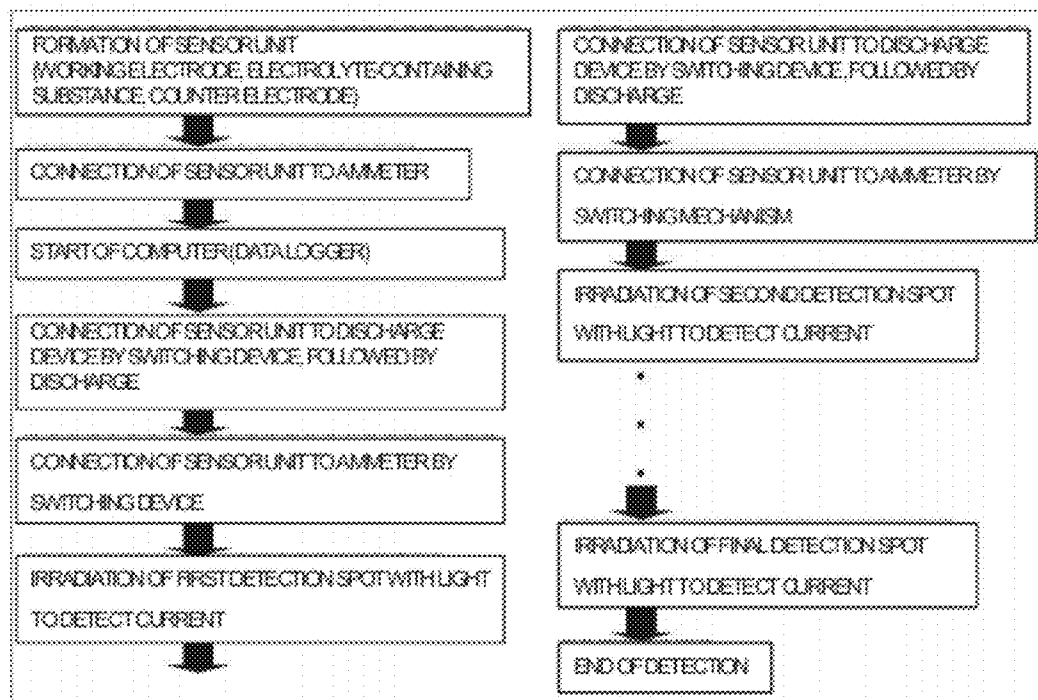 FORMATION OF SENSOR UNIT
(WORKING ELECTRODE, ELECTROLYTE-CONTAINING
SUBSTANCE, COUNTER ELECTRODE)
CONNECTION OF SENSOR UNIT TO AMMETER
START OF COMPUTER (DATA LOGGER)
CONNECTION OF SENSOR UNIT TO DISCHARGE
DEVICE BY SWITCHING DEVICE, FOLLOWED BY
DISCHARGE
CONNECTION OF SENSOR UNIT TO AMMETER BY
SWITCHING DEVICE
IRRADIATION OF FIRST DETECTION SPOT WITH LIGHT
TO DETECT CURRENT
CONNECTION OF SENSOR UNIT TO DISCHARGE
DEVICE BY SWITCHING DEVICE, FOLLOWED BY
DISCHARGE
CONNECTION OF SENSOR UNIT TO AMMETER BY
SWITCHING MECHANISM
IRRADIATION OF SECOND DETECTION SPOT
WITH LIGHT TO DETECT CURRENT
IRRADIATION OF FINAL DETECTION SPOT
WITH LIGHT TO DETECT CURRENT
END OF DETECTION